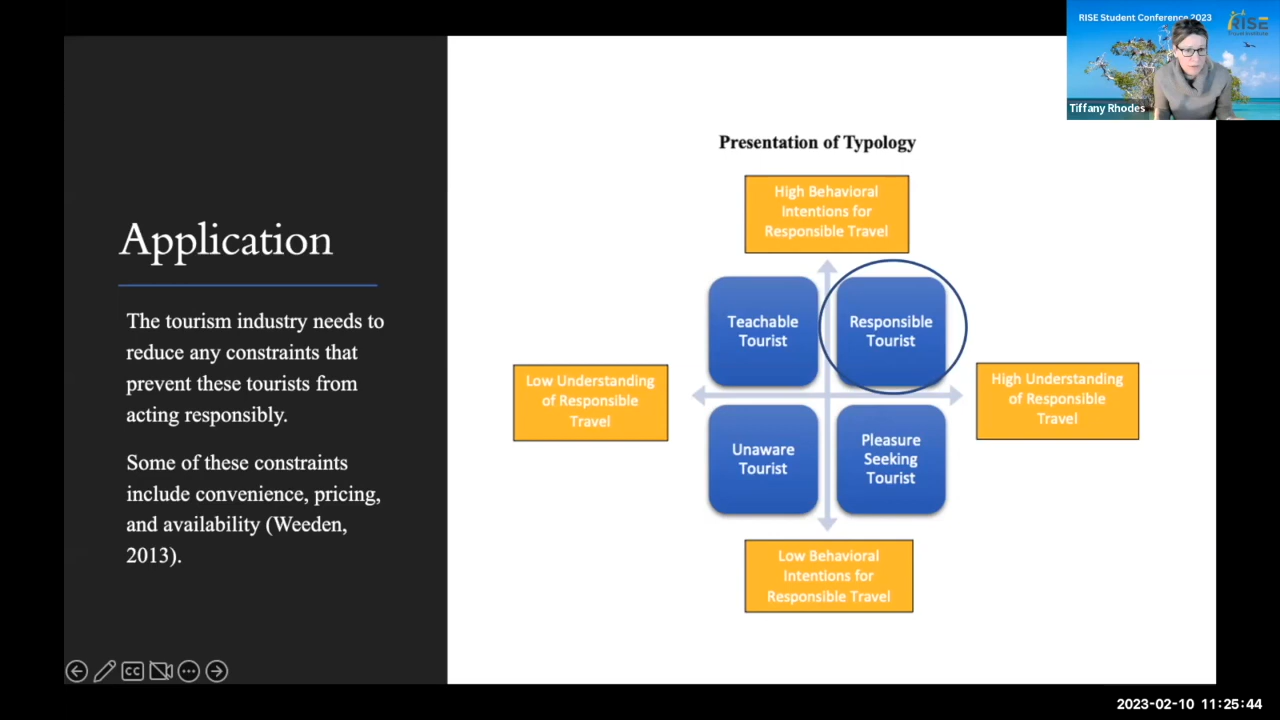 RISE Student Conference 2023
RISE
Tiffany Rhodes
Application
The tourism industry needs to
reduce any constraints that
prevent these tourists from
acting responsibly.
Some of these constraints
include convenience, pricing,
and availability (Weeden,
2013).
Presentation of Typology
High Behavioral
Intentions for
Responsible Travel
Teachable
Tourist
Responsible
Tourist
Low Understanding
of Responsible
Travel
High Understanding
of Responsible
Travel
Unaware
Tourist
Pleasure
Seeking
Tourist
Low Behavioral
Intentions for
Responsible Travel
CC
2023-02-10 11:25:44